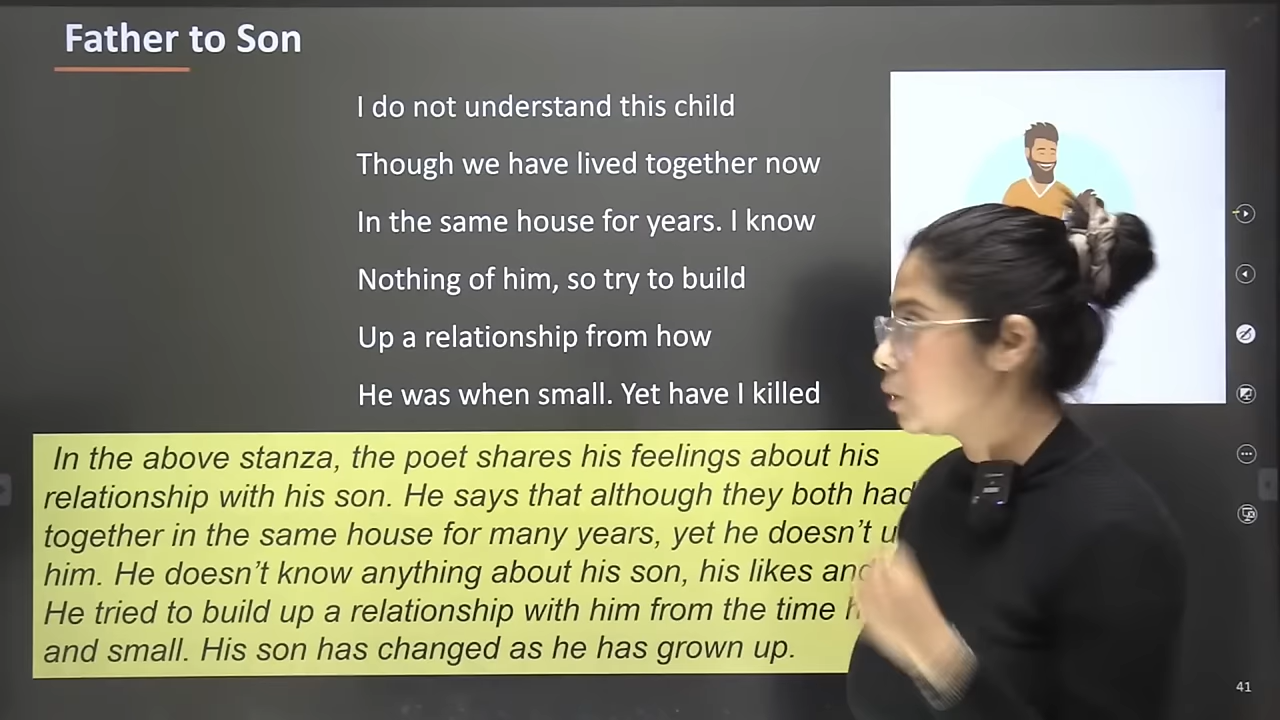 Father to Son
I do not understand this child
Though we have lived together now
In the same house for years. I know
Nothing of him, so try to build
Up a relationship from how
He was when small. Yet have I killed
In the above stanza, the poet shares his feelings about his
relationship with his son. He says that although they both had
together in the same house for many years, yet he doesn’t
him. He doesn’t know anything about his son, his likes and
He tried to build up a relationship with him from the time
and small. His son has changed as he has grown up.
41